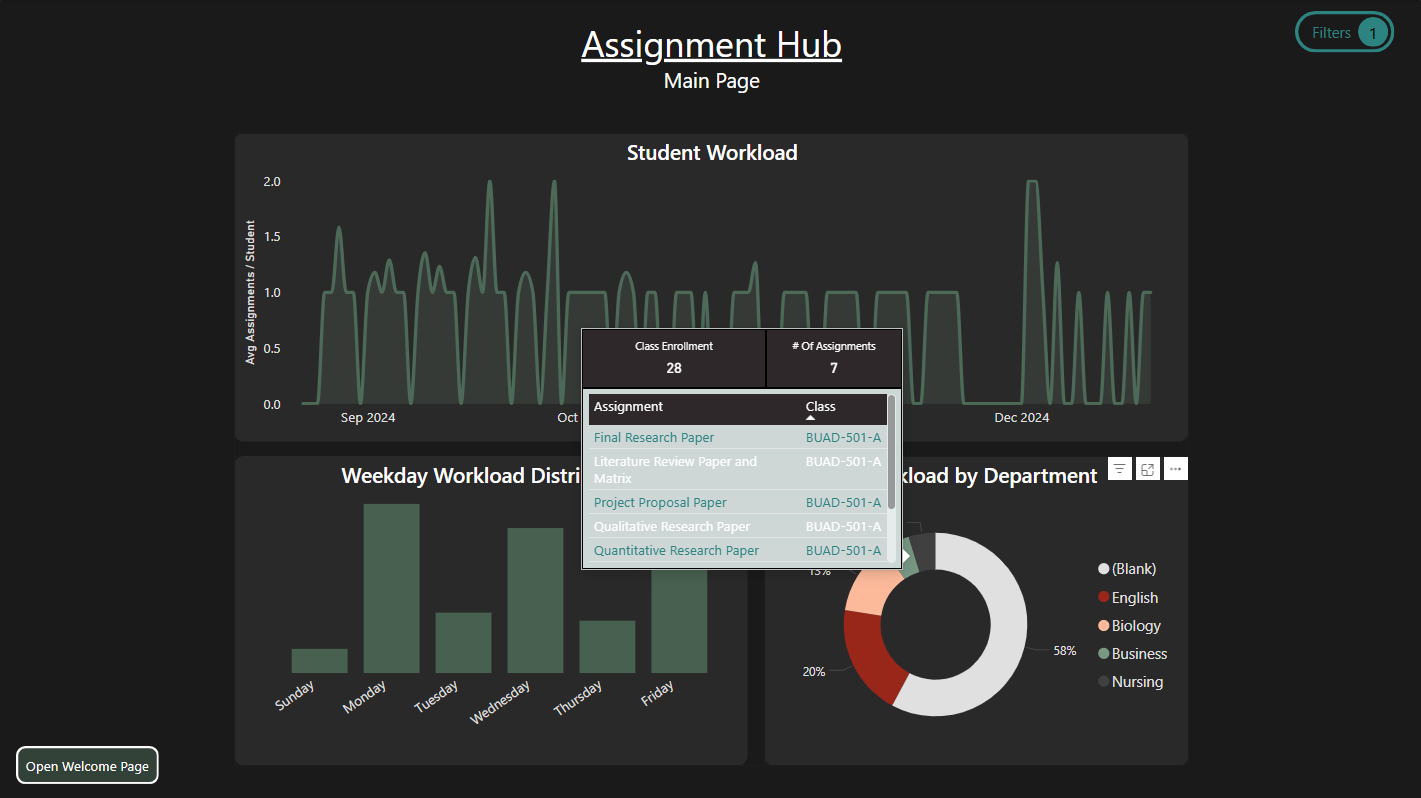 Assignment Hub
Main Page
Filters 1
Student Workload
Avg Assignments / Student
2.0
1.5
1.0
0.5
0.0
Sep 2024
Oct
Dec 2024
Class Enrollment
28
# Of Assignments
7
Assignment Class
Final Research Paper BUAD-501-A
Literature Review Paper and BUAD-501-A
Matrix
Project Proposal Paper BUAD-501-A
Qualitative Research Paper BUAD-501-A
Quantitative Research Paper BUAD-501-A
Weekday Workload Distri
Sunday
Monday
Tuesday
Wednesday
Thursday
Friday
kload by Department
13%
20%
58%
(Blank)
English
Biology
Business
Nursing
Open Welcome Page